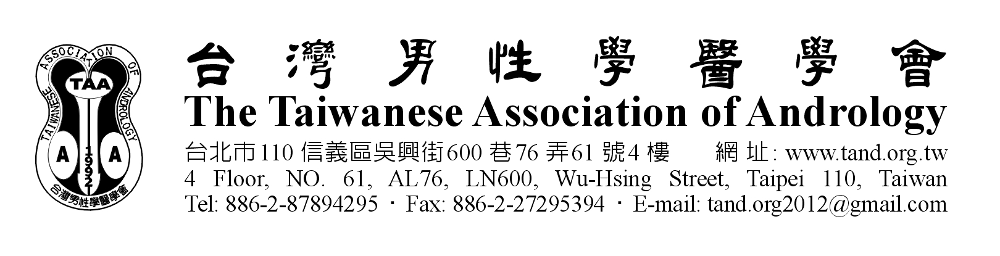 ASSOCIATION OF ANDROLOGY
TAIWANESE
TAA
A A
1992
T
台灣男性學醫學會
台灣男性學醫學會
The Taiwanese Association of Andrology
台北市110 信義區吳興街600 巷76 弄61 號4 樓 網 址: www.tand.org.tw
4 Floor, NO. 61, AL76, LN600, Wu-Hsing Street, Taipei 110, Taiwan
Tel: 886-2-87894295 · Fax: 886-2-27295394 · E-mail: tand.org2012@gmail.com